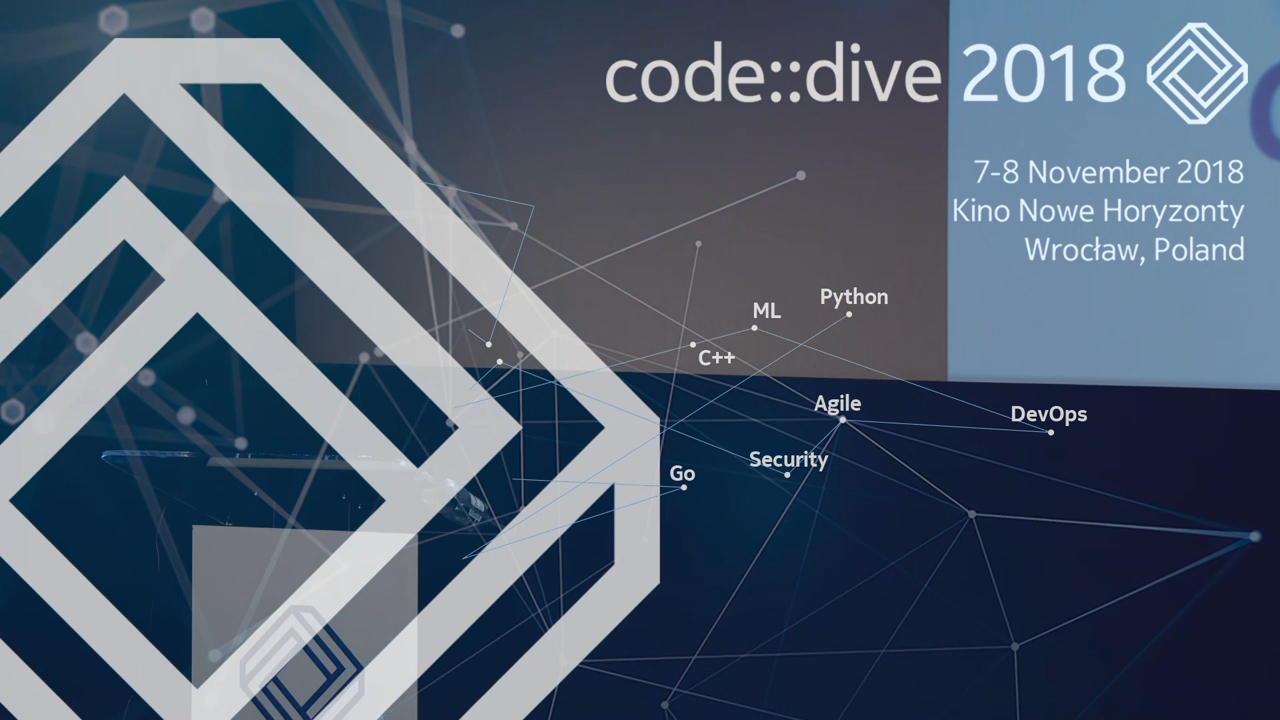 code::dive 2018
7-8 November 2018
Kino Nowe Horyzonty
Wrocław, Poland
Python
ML
C++
Agile
DevOps
Security
Go